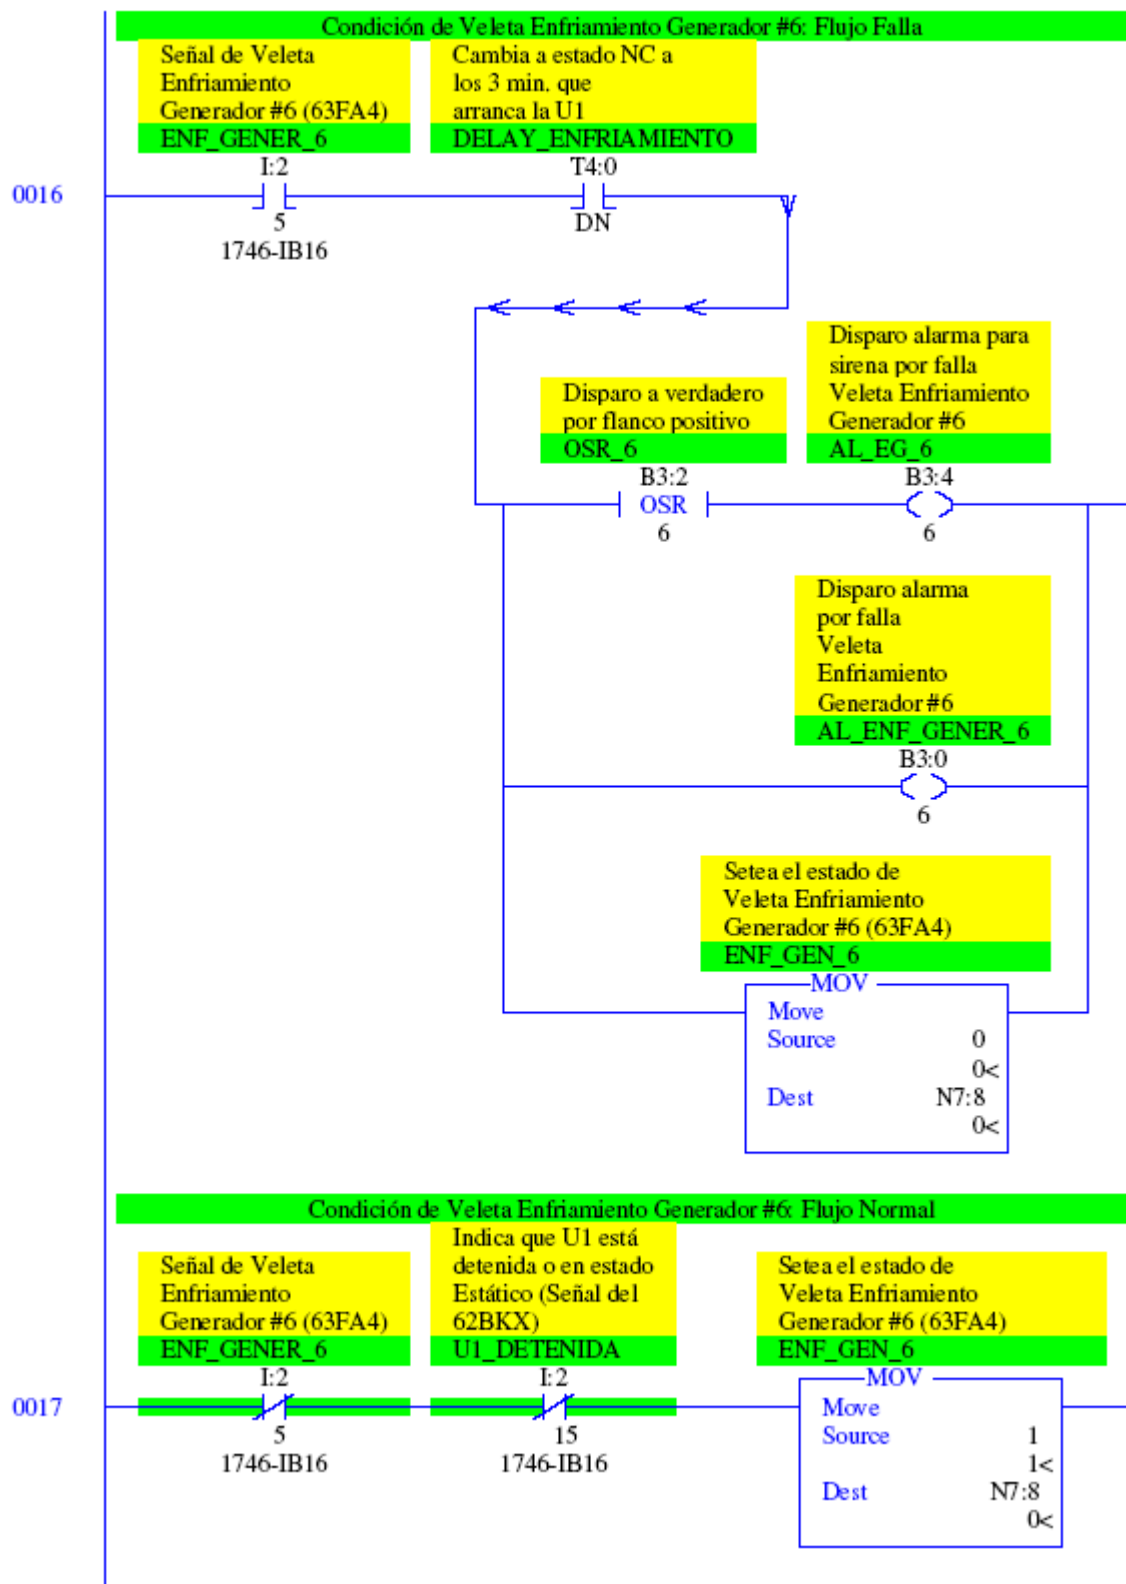 Condición de Veleta Enfriamiento Generador #6: Flujo Falla
Señal de Veleta
Enfriamiento
Generador #6 (63FA4)
ENF_GENER_6
I:2
5
1746-IB16
Cambia a estado NC a
los 3 min. que
arranca la U1
DELAY_ENFRIAMIENTO
T4:0
DN
0016
Disparo a verdadero
por flanco positivo
OSR_6
B3:2
OSR
6
Disparo alarma para
sirena por falla
Veleta Enfriamiento
Generador #6
AL_EG_6
B3:4
6
Disparo alarma
por falla
Veleta
Enfriamiento
Generador #6
AL_ENF_GENER_6
B3:0
6
Setea el estado de
Veleta Enfriamiento
Generador #6 (63FA4)
ENF_GEN_6
MOV
Move
Source 0
0<
Dest N7:8
0<
Condición de Veleta Enfriamiento Generador #6: Flujo Normal
Señal de Veleta
Enfriamiento
Generador #6 (63FA4)
ENF_GENER_6
I:2
5
1746-IB16
Indica que U1 está
detenida o en estado
Estático (Señal del
62BKX)
U1_DETENIDA
I:2
15
1746-IB16
Setea el estado de
Veleta Enfriamiento
Generador #6 (63FA4)
ENF_GEN_6
0017
MOV
Move
Source 1
1<
Dest N7:8
0<